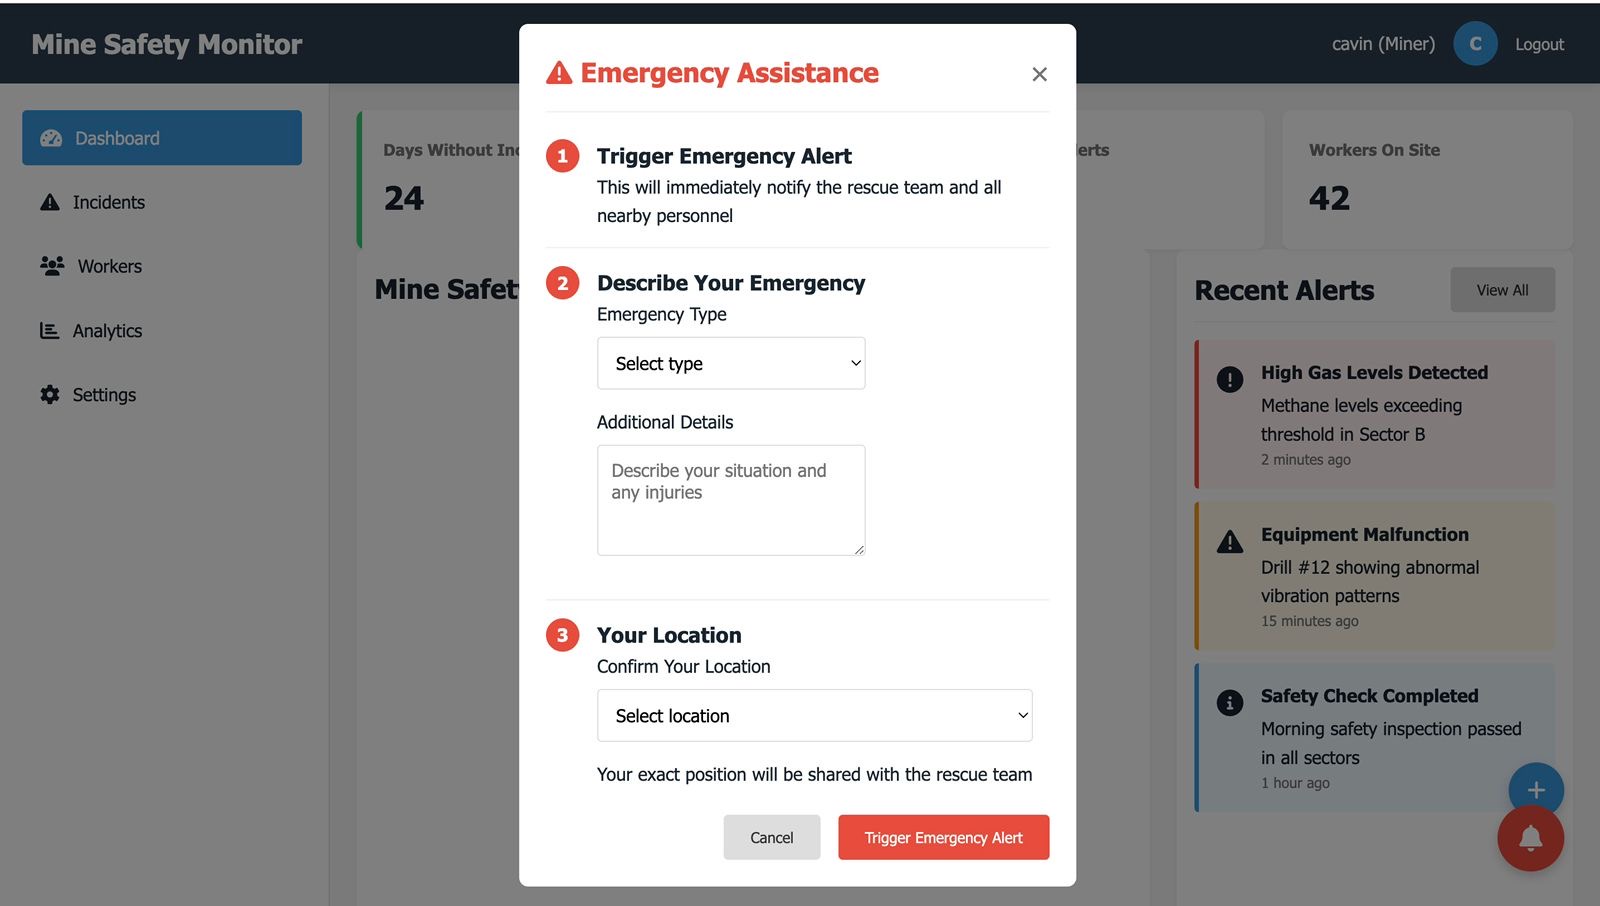 Mine Safety Monitor
cavin (Miner)
C
Logout
Dashboard
Incidents
Workers
Analytics
Settings
Days Without
24
Workers On Site
42
Mine
Recent Alerts
View All
High Gas Levels Detected
Methane levels exceeding
threshold in Sector B
2 minutes ago
Equipment Malfunction
Drill #12 showing abnormal
vibration patterns
15 minutes ago
Safety Check Completed
Morning safety inspection passed
in all sectors
1 hour ago
Emergency Assistance
1
Trigger Emergency Alert
This will immediately notify the rescue team and all
nearby personnel
2
Describe Your Emergency
Emergency Type
Select type
Additional Details
Describe your situation and
any injuries
3
Your Location
Confirm Your Location
Select location
Your exact position will be shared with the rescue team
Cancel
Trigger Emergency Alert